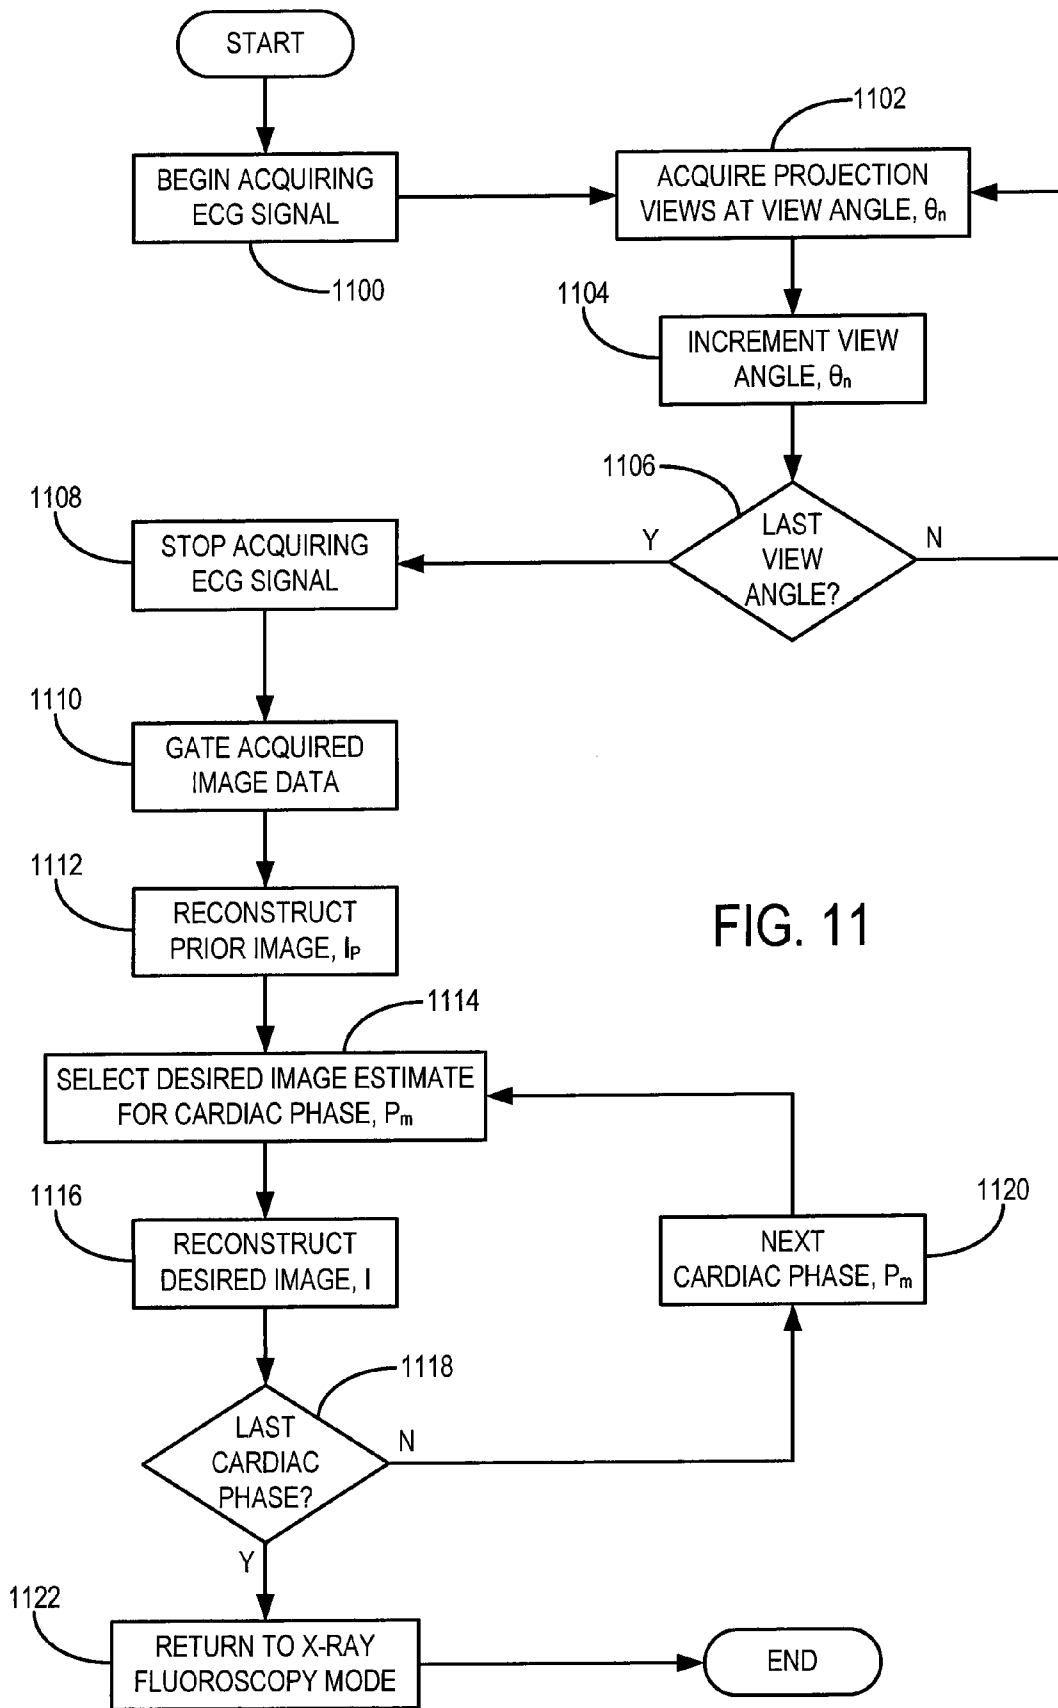 START
1102
BEGIN ACQUIRING
ECG SIGNAL
ACQUIRE PROJECTION
VIEWS AT VIEW ANGLE, θn
1100
1104
INCREMENT VIEW
ANGLE, θn
1106
1108
STOP ACQUIRING
ECG SIGNAL
Y
LAST
VIEW
ANGLE?
N
1110
GATE ACQUIRED
IMAGE DATA
1112
RECONSTRUCT
PRIOR IMAGE, IP
FIG. 11
1114
SELECT DESIRED IMAGE ESTIMATE
FOR CARDIAC PHASE, Pm
1116
RECONSTRUCT
DESIRED IMAGE, I
1120
NEXT
CARDIAC PHASE, Pm
1118
LAST
CARDIAC
PHASE?
N
Y
1122
RETURN TO X-RAY
FLUOROSCOPY MODE
END